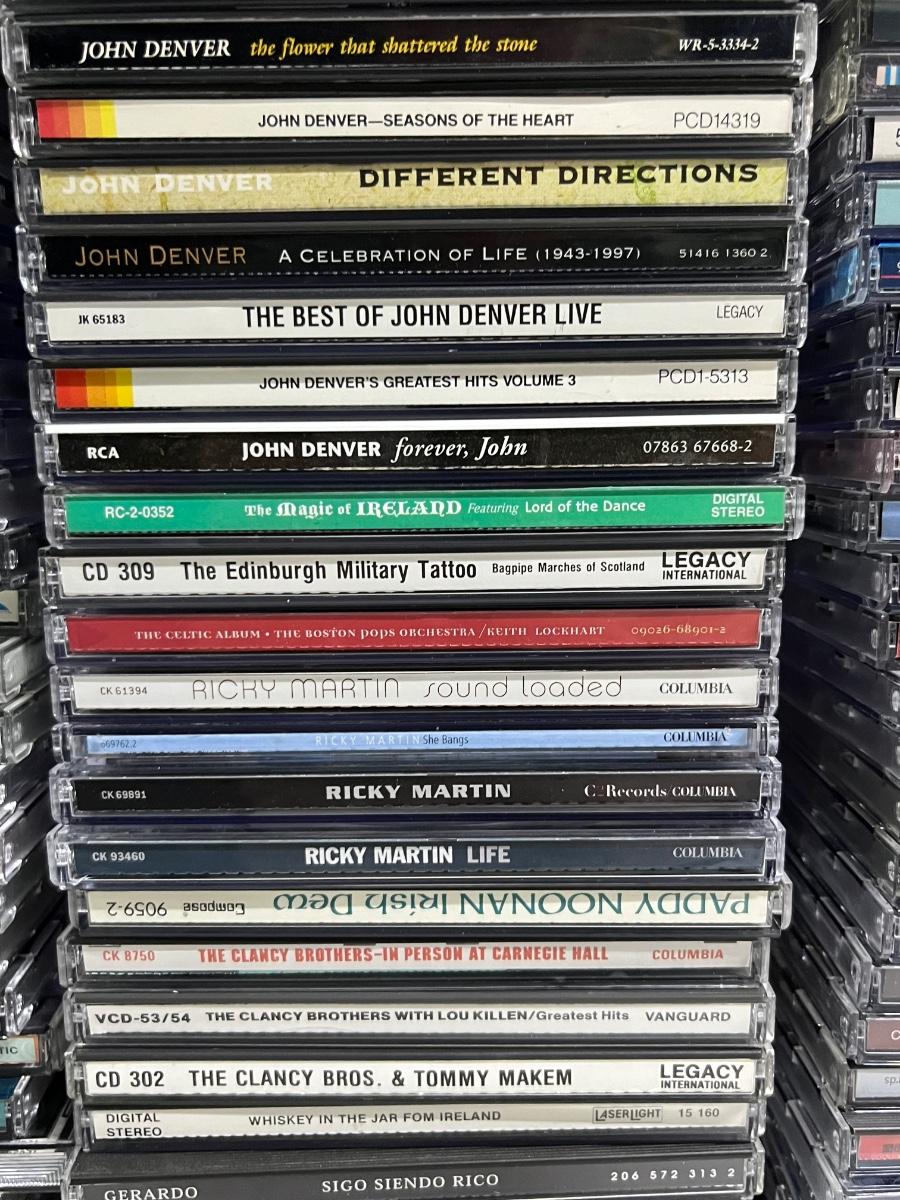 JOHN DENVER the flower that shattered the stone WR-5-3334-2
JOHN DENVER—SEASONS OF THE HEART PCD14319
JOHN DENVER DIFFERENT DIRECTIONS
JOHN DENVER A CELEBRATION OF LIFE (1943-1997) 51416 1360 2
JK 65183 THE BEST OF JOHN DENVER LIVE LEGACY
JOHN DENVER'S GREATEST HITS VOLUME 3 PCD1-5313
RCA JOHN DENVER forever, John 07863 67668-2
RC-2-0352 The Magic of IRELAND Featuring Lord of the Dance DIGITAL STEREO
CD 309 The Edinburgh Military Tattoo Bagpipe Marches of Scotland LEGACY INTERNATIONAL
THE CELTIC ALBUM • THE BOSTON pops ORCHESTRA/KEITH LOCKHART 09026-68901-2
CK 61394 RICKY MARTIN sound loaded COLUMBIA
669762.2 RICKY MARTIN She Bangs COLUMBIA
CK 69891 RICKY MARTIN C2Records/COLUMBIA
CK 93460 RICKY MARTIN LIFE COLUMBIA
PADDY NOONAN Irish Dew Compose 9059-2
CK 8750 THE CLANCY BROTHERS-IN PERSON AT CARNEGIE HALL COLUMBIA
VCD-53/54 THE CLANCY BROTHERS WITH LOU KILLEN/Greatest Hits VANGUARD
CD 302 THE CLANCY BROS. & TOMMY MAKEM LEGACY INTERNATIONAL
DIGITAL STEREO WHISKEY IN THE JAR FOM IRELAND LASERLIGHT 15 160
GERARDO SIGO SIENDO RICO 206 572 313 2